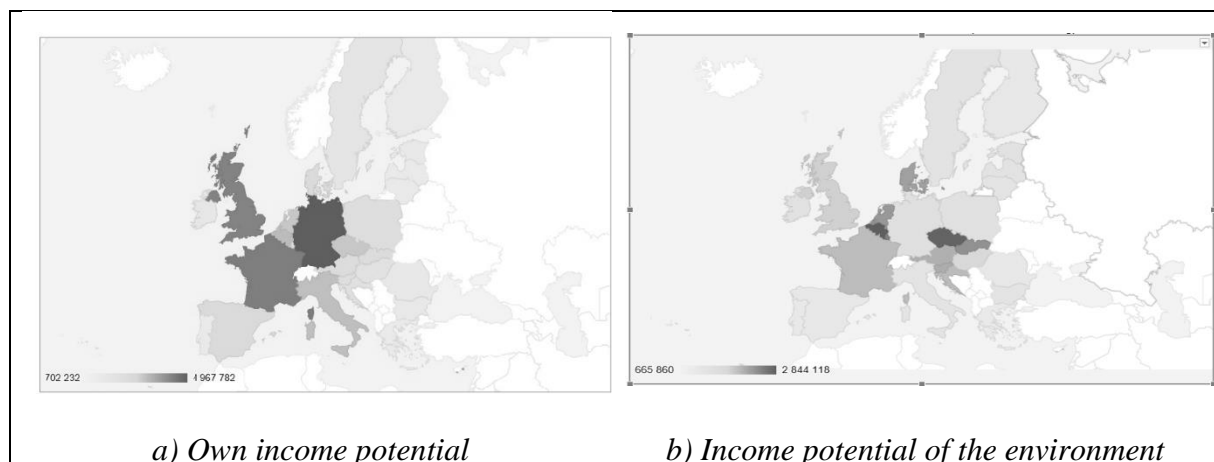 702 232
4 967 782
665 860
2 844 118
a) Own income potential
b) Income potential of the environment